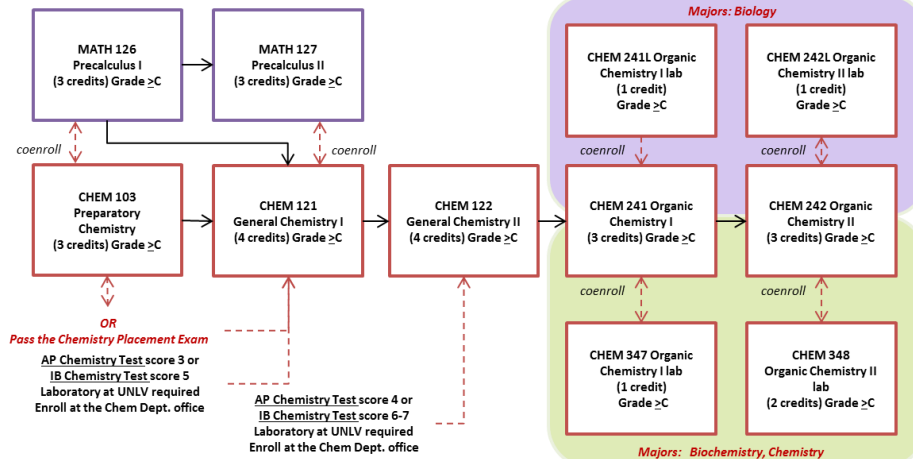 Majors: Biology
MATH 126
Precalculus I
(3 credits) Grade >C
MATH 127
Precalculus II
(3 credits) Grade >C
CHEM 241L Organic
Chemistry I lab
(1 credit)
Grade >C
CHEM 242L Organic
Chemistry II lab
(1 credit)
Grade >C
coenroll
coenroll
CHEM 103
Preparatory
Chemistry
(3 credits) Grade >C
CHEM 121
General Chemistry I
(4 credits) Grade >C
CHEM 122
General Chemistry II
(4 credits) Grade >C
CHEM 241 Organic
Chemistry I
(3 credits) Grade >C
CHEM 242 Organic
Chemistry II
(3 credits) Grade >C
coenroll
coenroll
OR
Pass the Chemistry Placement Exam
AP Chemistry Test score 3 or
IB Chemistry Test score 5
Laboratory at UNLV required
Enroll at the Chem Dept. office
AP Chemistry Test score 4 or
IB Chemistry Test score 6-7
Laboratory at UNLV required
Enroll at the Chem Dept. office
CHEM 347 Organic
Chemistry I lab
(1 credit)
Grade >C
CHEM 348
Organic Chemistry II
lab
(2 credits) Grade >C
Majors: Biochemistry, Chemistry